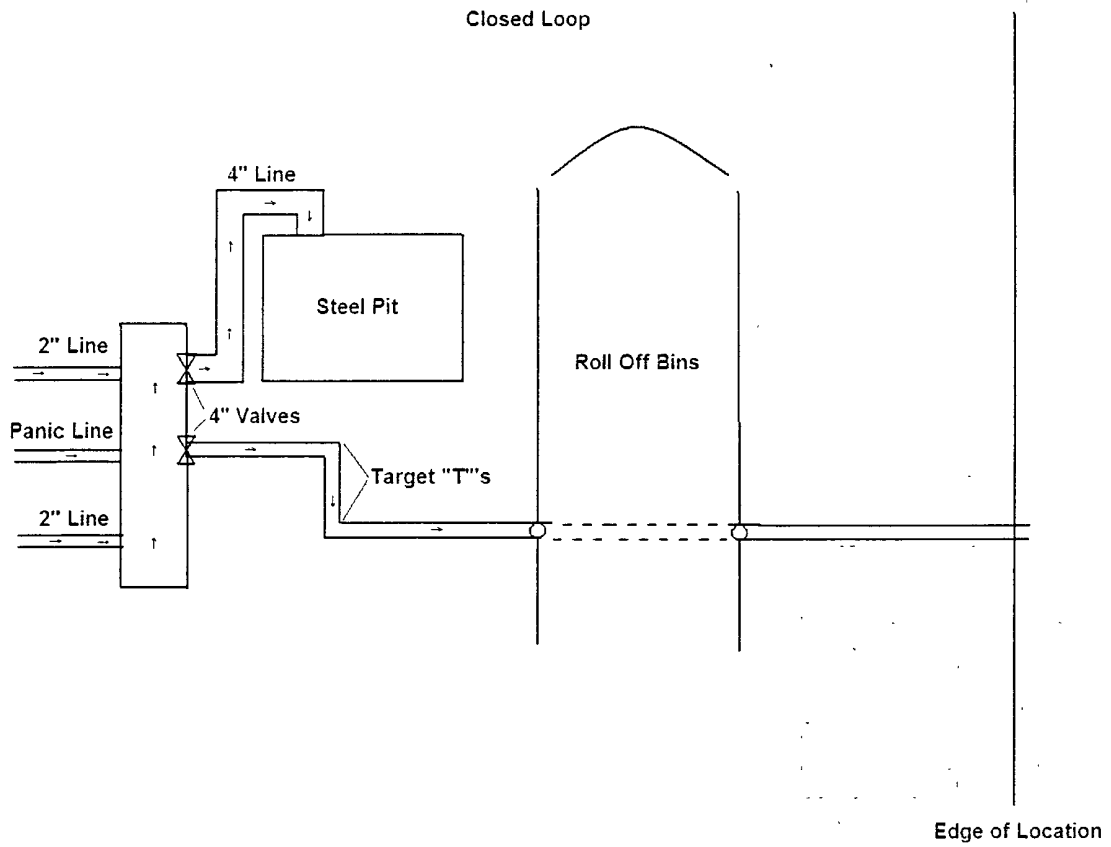 Closed Loop
4" Line
Steel Pit
2" Line
Roll Off Bins
4" Valves
Panic Line
Target "T"'s
2" Line
Edge of Location